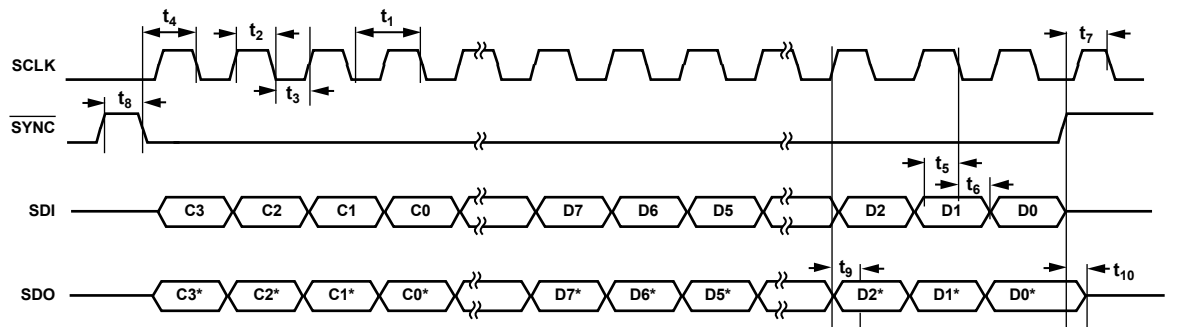 t4 t2 t1 t7
SCLK
t8 t3
SYNC
t5 t6
SDI C3 C2 C1 C0 D7 D6 D5 D2 D1 D0
t9 t10
SDO C3* C2* C1* C0* D7* D6* D5* D2* D1* D0*